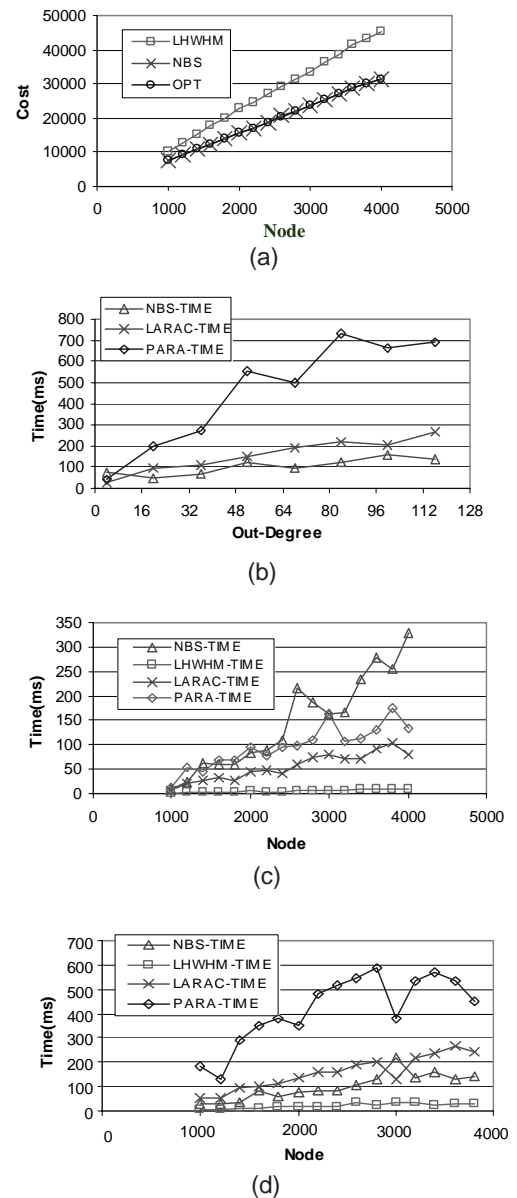 50000
40000
30000
20000
10000
0
Cost
LHWHM
NBS
OPT
0 1000 2000 3000 4000 5000
Node
(a)
NBS-TIME
LARAC-TIME
PARA-TIME
800
700
600
500
400
300
200
100
0
Time(ms)
0 16 32 48 64 80 96 112 128
Out-Degree
(b)
350
300
250
200
150
100
50
0
Time(ms)
NBS-TIME
LHWHM-TIME
LARAC-TIME
PARA-TIME
0 1000 2000 3000 4000 5000
Node
(c)
700
600
500
400
300
200
100
0
Time(ms)
NBS-TIME
LHWHM-TIME
LARAC-TIME
PARA-TIME
0 1000 2000 3000 4000
Node
(d)